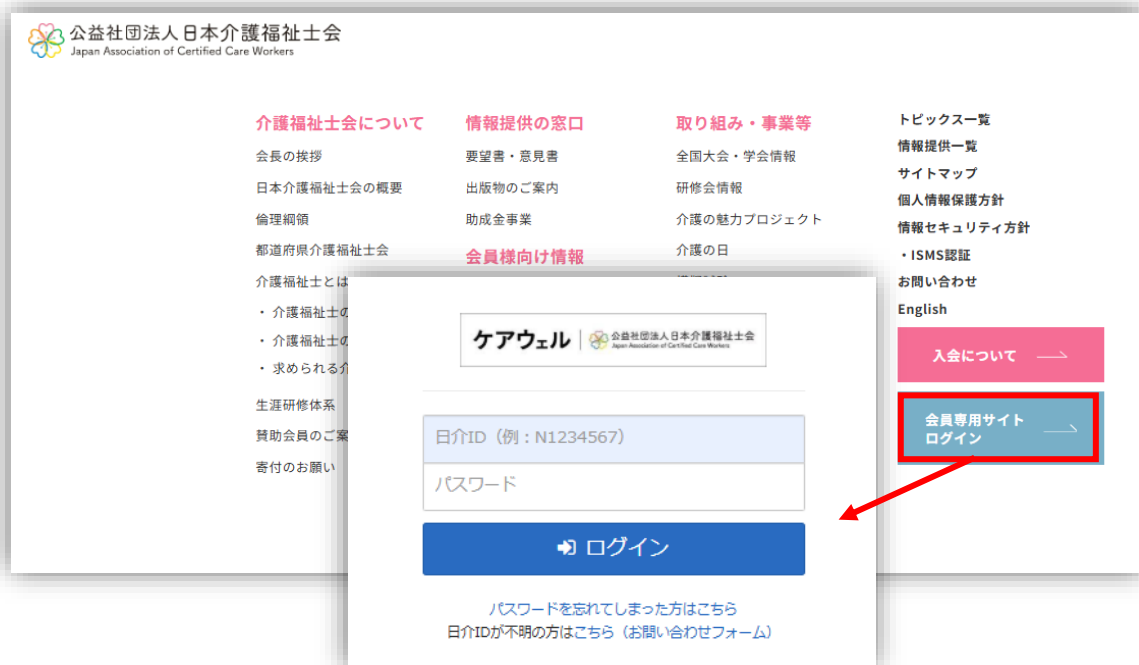 公益社団法人日本介護福祉士会
Japan Association of Certified Care Workers
介護福祉士会について
会長の挨拶
日本介護福祉士会の概要
倫理綱領
都道府県介護福祉士会
介護福祉士とは
・ 介護福祉士の
・ 介護福祉士の
・ 求められる介
生涯研修体系
賛助会員のご案
寄付のお願い
情報提供の窓口
要望書・意見書
出版物のご案内
助成金事業
会員様向け情報
取り組み・事業等
全国大会・学会情報
研修会情報
介護の魅力プロジェクト
介護の日
トピックス一覧
情報提供一覧
サイトマップ
個人情報保護方針
情報セキュリティ方針
・ISMS認証
お問い合わせ
English
入会について
会員専用サイト
ログイン
ケアウェル
公益社団法人日本介護福祉士会
Japan Association of Certified Care Workers
日介ID（例：N1234567）
パスワード
ログイン
パスワードを忘れてしまった方はこちら
日介IDが不明の方はこちら（お問い合わせフォーム）